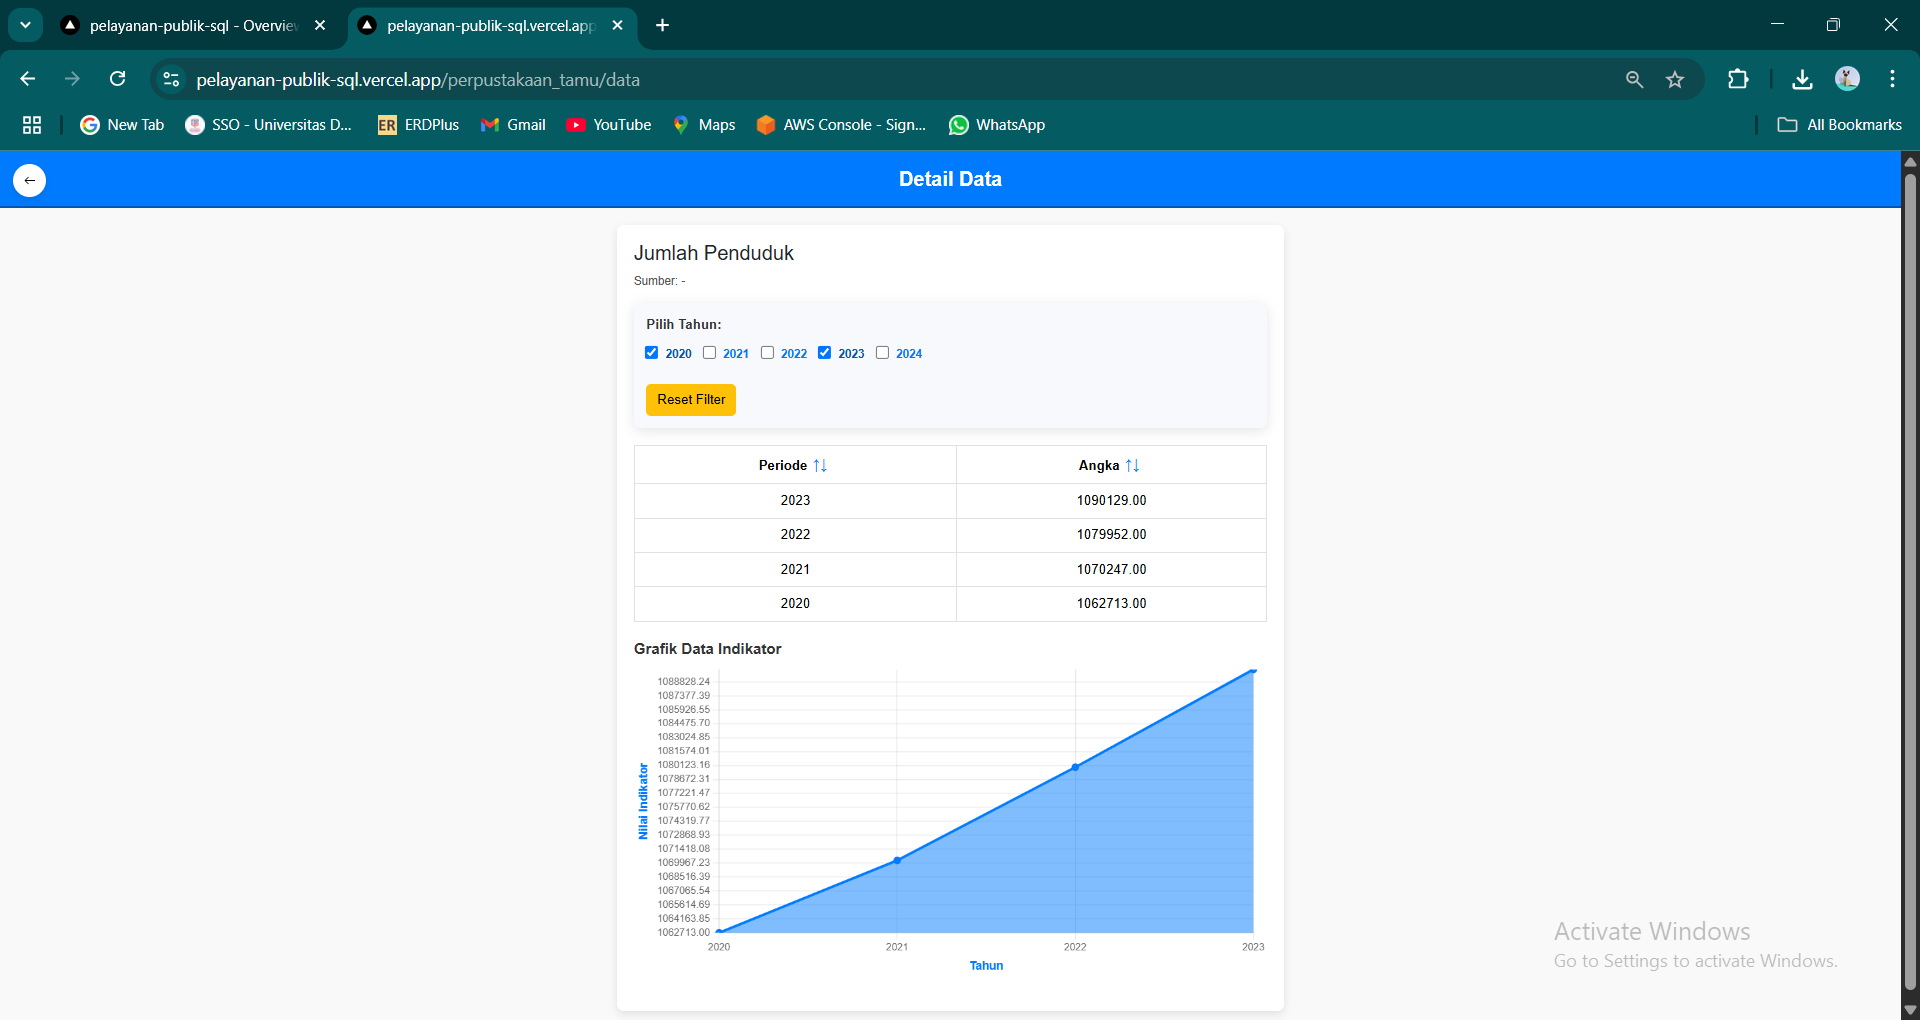 pelayanan-publik-sql - Overvie
pelayanan-publik-sql.vercel.app
pelayanan-publik-sql.vercel.app/perpustakaan_tamu/data
New Tab
SSO - Universitas D...
ER ERDPlus
Gmail
YouTube
Maps
AWS Console - Sign...
WhatsApp
All Bookmarks
Detail Data
Jumlah Penduduk
Sumber: -
Pilih Tahun:
2020 2021 2022 2023 2024
Reset Filter
Periode ↑↓ Angka ↑↓
2023 1090129.00
2022 1079952.00
2021 1070247.00
2020 1062713.00
Grafik Data Indikator
1088828.24
1087377.39
1085926.55
1084475.70
1083024.85
1081574.01
1080123.16
1078672.31
1077221.47
1075770.62
1074319.77
1072868.93
1071418.08
1069967.23
1068516.39
1067065.54
1065614.69
1064163.85
1062713.00
Nilai Indikator
2020 2021 2022 2023
Tahun
Activate Windows
Go to Settings to activate Windows.